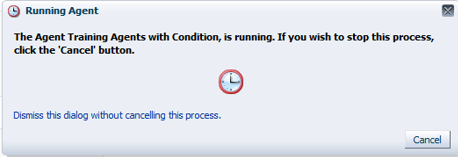 Running Agent
The Agent Training Agents with Condition, is running. If you wish to stop this process,
click the 'Cancel' button.
Dismiss this dialog without cancelling this process.
Cancel